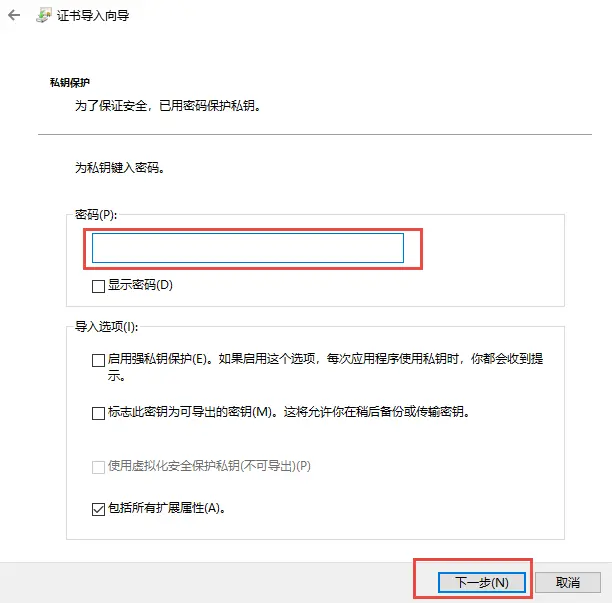 证书导入向导
私钥保护
为了保证安全，已用密码保护私钥。
为私钥键入密码。
密码(P):
显示密码(D)
导入选项(I):
启用强私钥保护(E)。如果启用这个选项，每次应用程序使用私钥时，你都会收到提
示。
标志此密钥为可导出的密钥(M)。这将允许你在稍后备份或传输密钥。
使用虚拟化安全保护私钥(不可导出)(P)
包括所有扩展属性(A)。
下一步(N)
取消